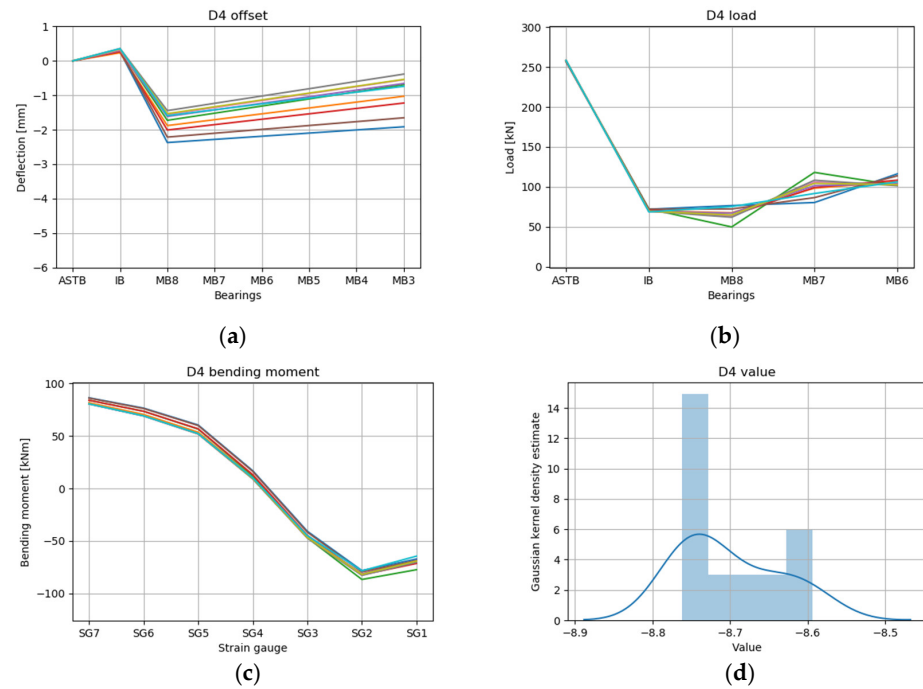 D4 offset
1
0
−1
−2
−3
−4
−5
−6
Deflection [mm]
ASTB IB MB8 MB7 MB6 MB5 MB4 MB3
Bearings
(a)
D4 load
300
250
200
150
100
50
0
Load [kN]
ASTB IB MB8 MB7 MB6
Bearings
(b)
D4 bending moment
100
50
0
−50
−100
Bending moment [kNm]
SG7 SG6 SG5 SG4 SG3 SG2 SG1
Strain gauge
(c)
D4 value
14
12
10
8
6
4
2
0
Gaussian kernel density estimate
−8.9 −8.8 −8.7 −8.6 −8.5
Value
(d)